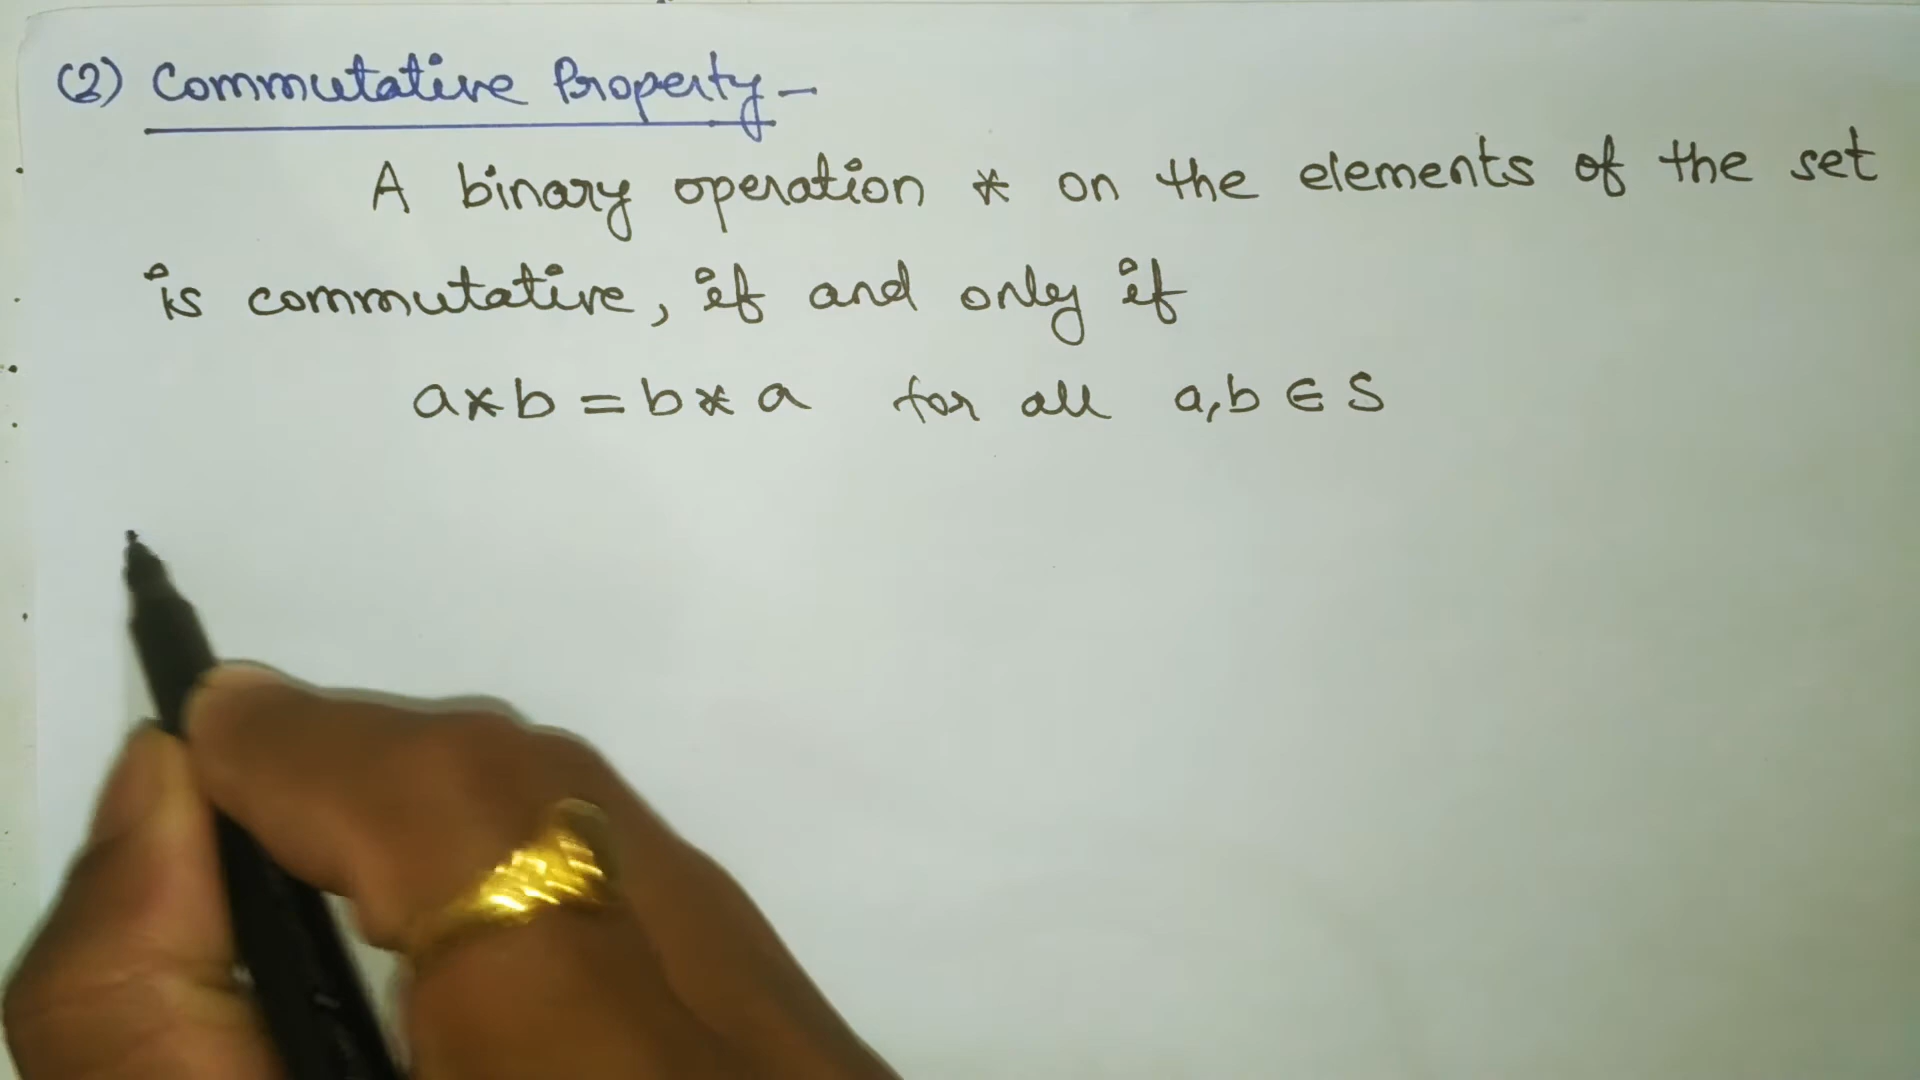 (2) Commutative Property -
A binary operation * on the elements of the set
is commutative, if and only if
a*b = b* a for all a,b ∈ S